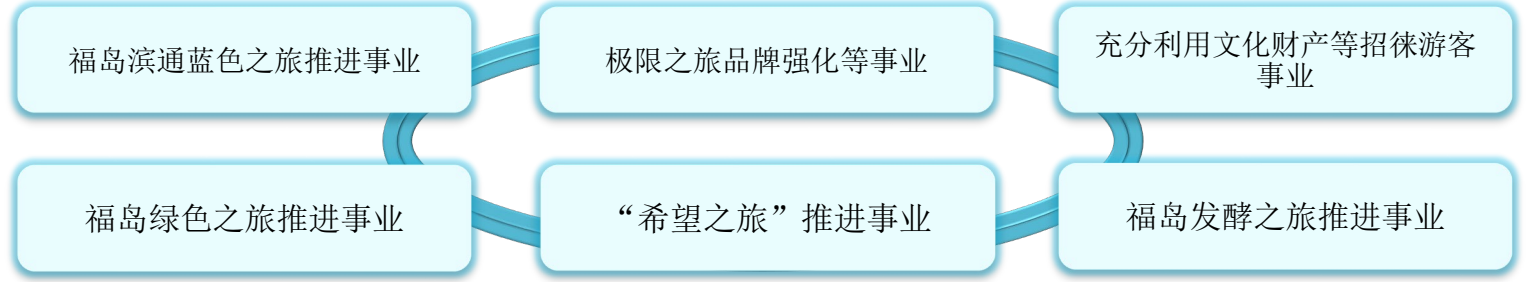 福岛滨通蓝色之旅推进事业
极限之旅品牌强化等事业
充分利用文化财产等招徕游客
事业
福岛绿色之旅推进事业
“希望之旅”推进事业
福岛发酵之旅推进事业